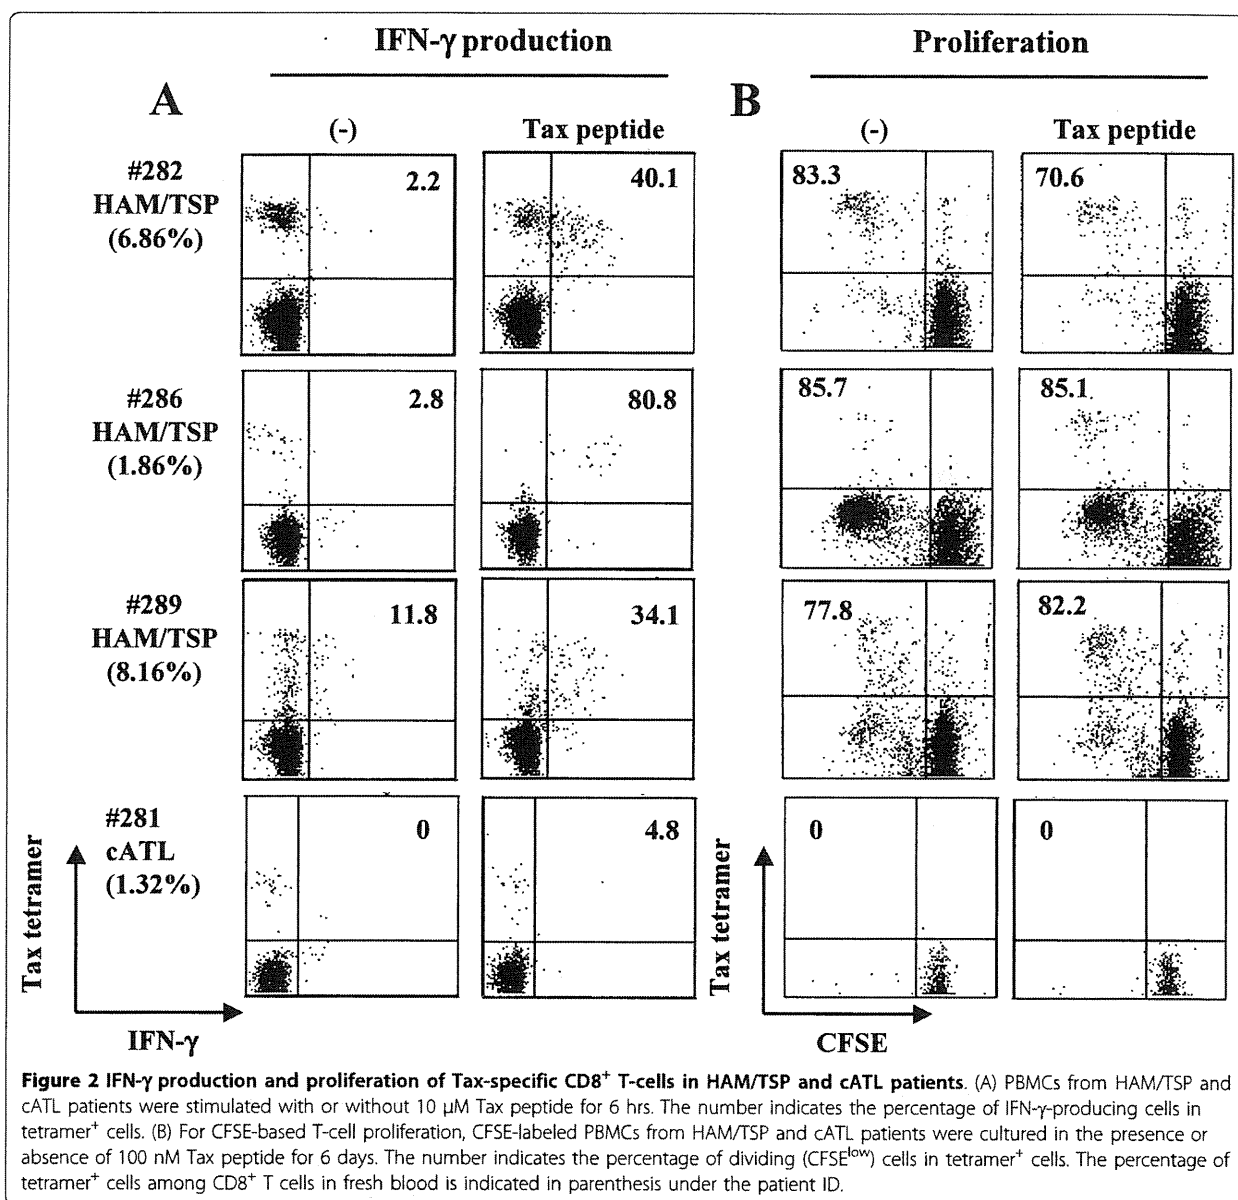 IFN-γ production
Proliferation
A
B
(-)
Tax peptide
(-)
Tax peptide
#282
HAM/TSP
(6.86%)
2.2
40.1
83.3
70.6
#286
HAM/TSP
(1.86%)
2.8
80.8
85.7
85.1
#289
HAM/TSP
(8.16%)
11.8
34.1
77.8
82.2
#281
cATL
(1.32%)
0
4.8
0
0
Tax tetramer
IFN-γ
Tax tetramer
CFSE
Figure 2 IFN-γ production and proliferation of Tax-specific CD8⁺ T-cells in HAM/TSP and cATL patients. (A) PBMCs from HAM/TSP and
cATL patients were stimulated with or without 10 μM Tax peptide for 6 hrs. The number indicates the percentage of IFN-γ-producing cells in
tetramer⁺ cells. (B) For CFSE-based T-cell proliferation, CFSE-labeled PBMCs from HAM/TSP and cATL patients were cultured in the presence or
absence of 100 nM Tax peptide for 6 days. The number indicates the percentage of dividing (CFSEˡᵒʷ) cells in tetramer⁺ cells. The percentage of
tetramer⁺ cells among CD8⁺ T cells in fresh blood is indicated in parenthesis under the patient ID.